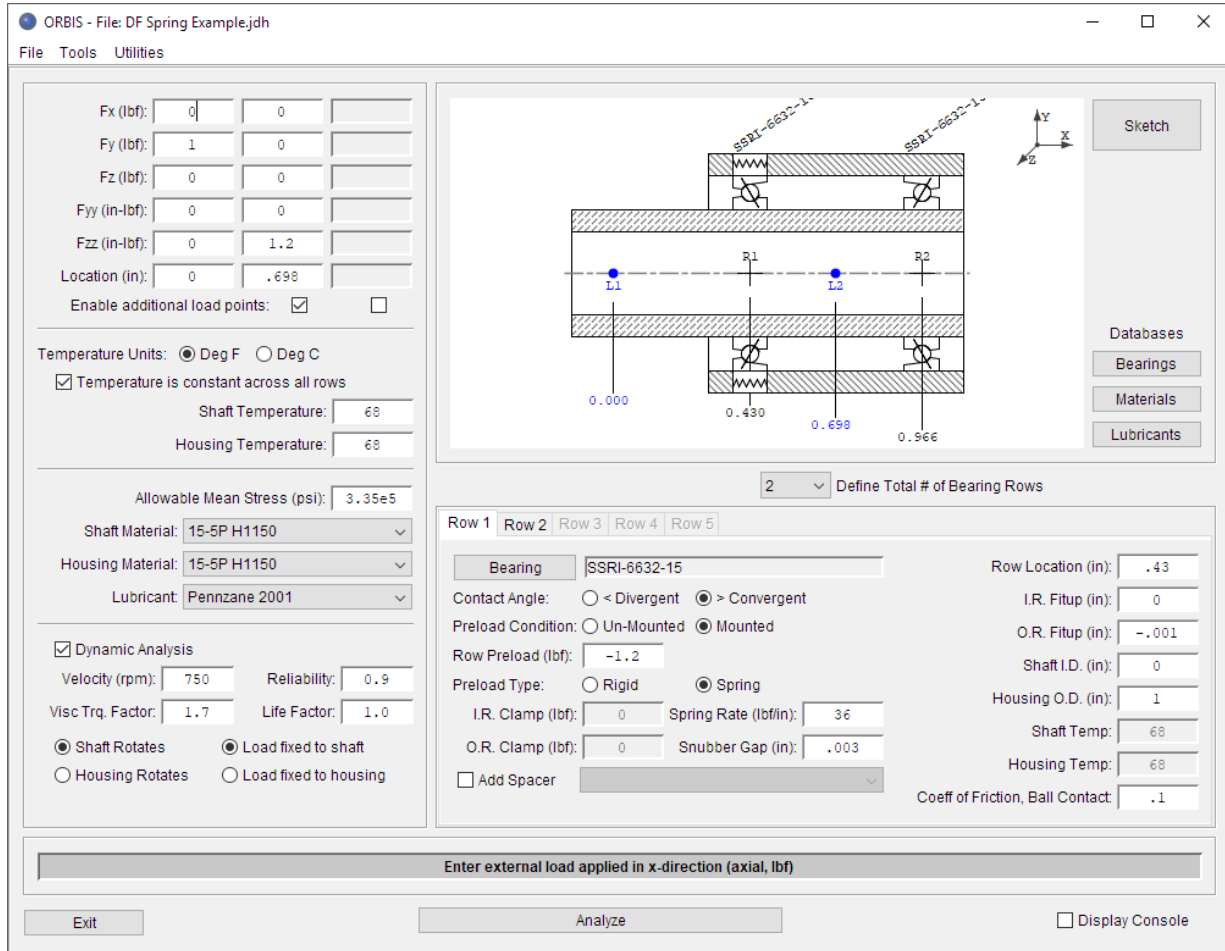 ORBIS - File: DF Spring Example.jdh
File Tools Utilities
Fx (lbf): 0 0
Fy (lbf): 1 0
Fz (lbf): 0 0
Fyy (in-lbf): 0 0
Fzz (in-lbf): 0 1.2
Location (in): 0 .698
Enable additional load points:
Temperature Units: Deg F Deg C
Temperature is constant across all rows
Shaft Temperature: 68
Housing Temperature: 68
Allowable Mean Stress (psi): 3.35e5
Shaft Material: 15-5P H1150
Housing Material: 15-5P H1150
Lubricant: Pennzane 2001
Dynamic Analysis
Velocity (rpm): 750 Reliability: 0.9
Visc Trq. Factor: 1.7 Life Factor: 1.0
Shaft Rotates Load fixed to shaft
Housing Rotates Load fixed to housing
Y
X
Z
R1 R2
L1 L2
0.000
0.430
0.698
0.966
Sketch
Databases
Bearings
Materials
Lubricants
2 Define Total # of Bearing Rows
Row 1 Row 2 Row 3 Row 4 Row 5
Bearing SSRI-6632-15
Contact Angle: < Divergent > Convergent
Preload Condition: Un-Mounted Mounted
Row Preload (lbf): -1.2
Preload Type: Rigid Spring
I.R. Clamp (lbf): 0 Spring Rate (lbf/in): 36
O.R. Clamp (lbf): 0 Snubber Gap (in): .003
Add Spacer
Row Location (in): .43
I.R. Fitup (in): 0
O.R. Fitup (in): -.001
Shaft I.D. (in): 0
Housing O.D. (in): 1
Shaft Temp: 68
Housing Temp: 68
Coeff of Friction, Ball Contact: .1
Enter external load applied in x-direction (axial, lbf)
Exit Analyze Display Console